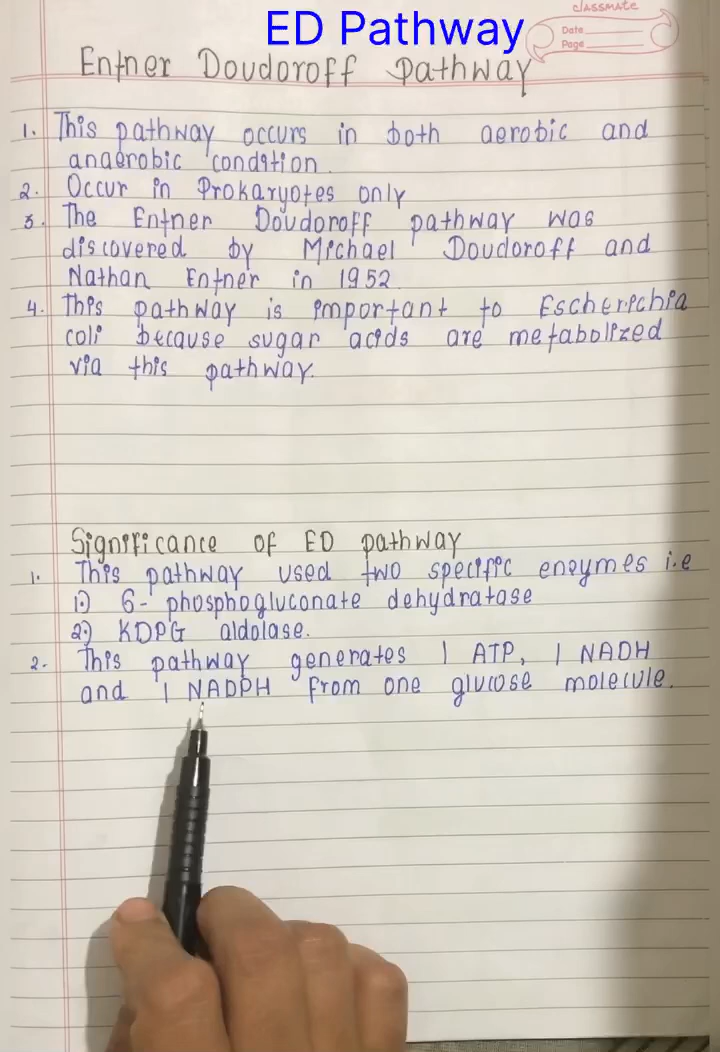 ED Pathway
classmate
Date
Page
Entner Doudoroff Pathway
1. This pathway occurs in both aerobic and
anaerobic condition.
2. Occur in Prokaryotes only
3. The Entner Doudoroff pathway was
discovered by Michael Doudoroff and
Nathan Entner in 1952
4. This pathway is important to Escherichia
coli because sugar acids are metabolized
via this pathway.
Significance of ED pathway
1. This pathway used two specific enzymes i.e
1.) 6-phosphogluconate dehydratase
2.) KDPG aldolase.
2. This pathway generates 1 ATP, 1 NADH
and 1 NADPH from one glucose molecule.